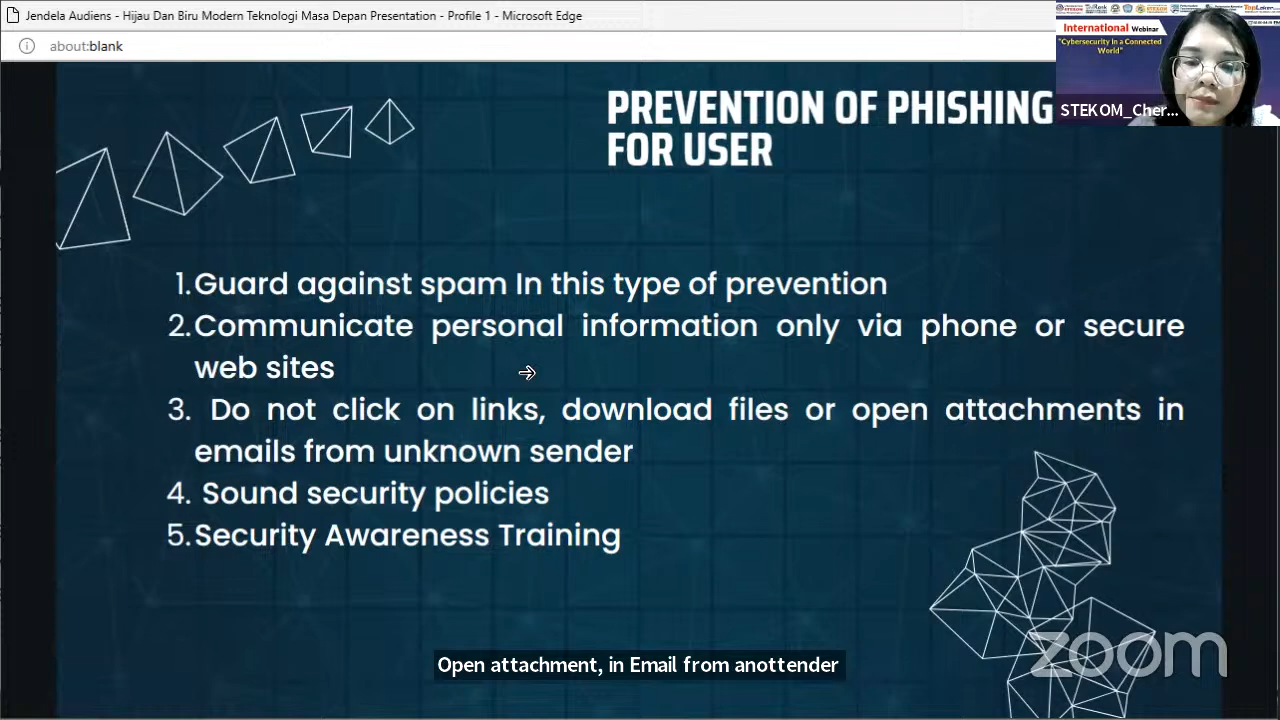 Jendela Audiens - Hijau Dan Biru Modern Teknologi Masa Depan Presentation - Profile 1 - Microsoft Edge
about:blank
International Webinar
"Cybersecurity In a Connected
World"
STEKOM_Cher...
PREVENTION OF PHISHING
FOR USER
1. Guard against spam In this type of prevention
2. Communicate personal information only via phone or secure
web sites
3. Do not click on links, download files or open attachments in
emails from unknown sender
4. Sound security policies
5. Security Awareness Training
zoom
Open attachment, in Email from anottender